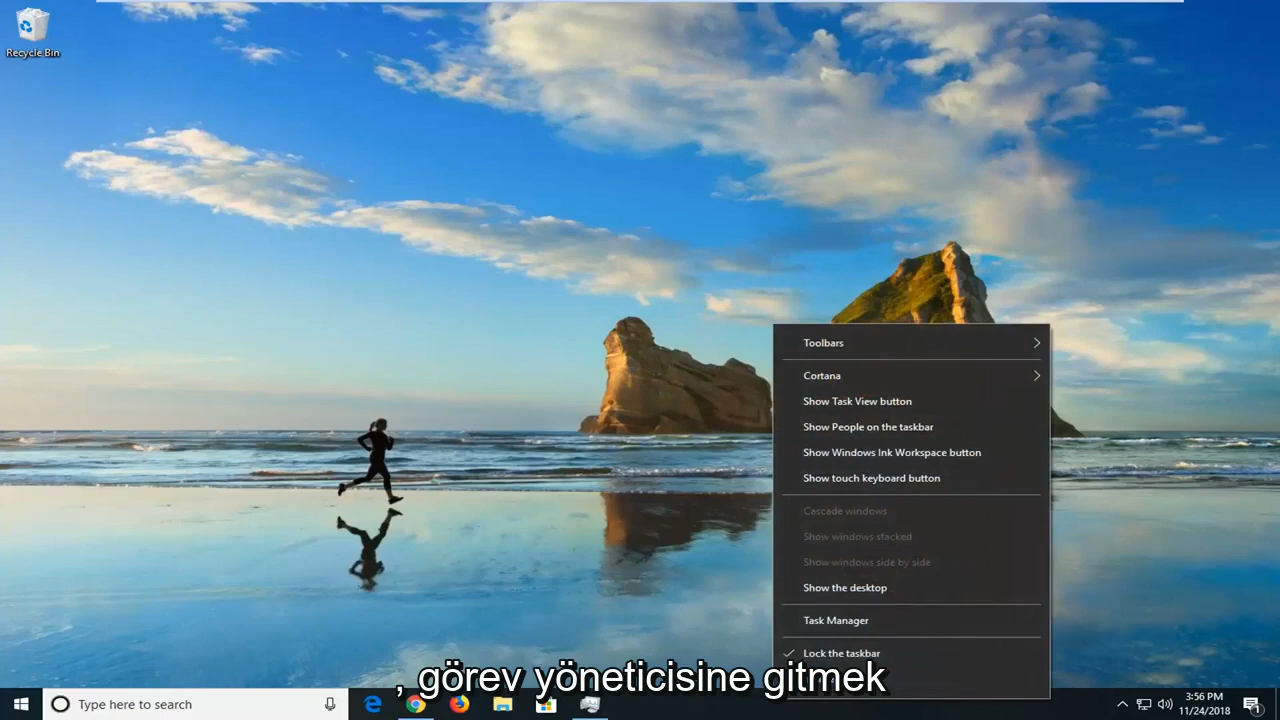 Recycle Bin
Toolbars
Cortana
Show Task View button
Show People on the taskbar
Show Windows Ink Workspace button
Show touch keyboard button
Cascade windows
Show windows stacked
Show windows side by side
Show the desktop
Task Manager
Lock the taskbar
, görev yöneticisine gitmek
Type here to search
3:56 PM
11/24/2018
1